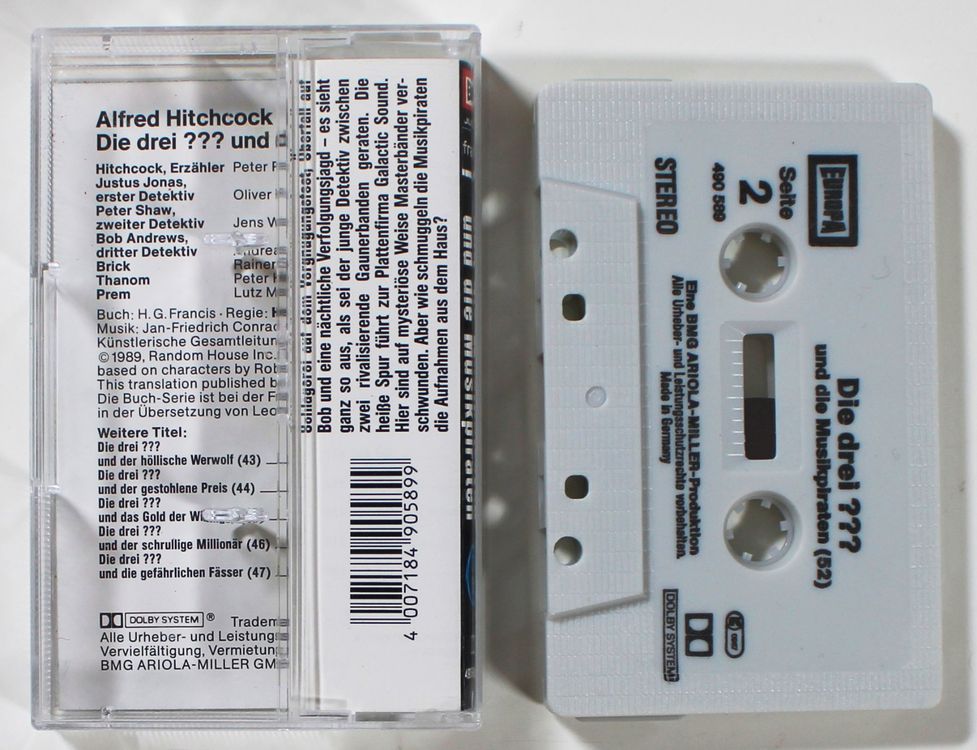 Alfred Hitchcock
Die drei ??? und
Hitchcock, Erzähler Peter
Justus Jonas,
erster Detektiv Oliver
Peter Shaw,
zweiter Detektiv Jens
Bob Andrews,
dritter Detektiv
Brick Rainer
Thanom Peter
Prem Lutz
Buch: H. G. Francis · Regie:
Musik: Jan-Friedrich
Künstlerische Gesamtleitung
©1989, Random House Inc.
based on characters by
This translation published
Die Buch-Serie ist bei der
in der Übersetzung von
Weitere Titel:
Die drei ???
und der höllische Werwolf (43)
Die drei ???
und der gestohlene Preis (44)
Die drei ???
und das Gold der
Die drei ???
und der schrullige Millionär (46)
Die drei ???
und die gefährlichen Fässer (47)
DOLBY SYSTEM ®
Alle Urheber- und
Vervielfältigung,
BMG ARIOLA-MILLER
Bob und eine nächtliche Verfolgungsjagd - es sieht
ganz so aus, als sei der junge Detektiv zwischen
zwei rivalisierende Gaunerbanden geraten. Die
heiße Spur führt zur Plattenfirma Galactic Sound.
Hier sind auf mysteriöse Weise Masterbänder ver-
schwunden. Aber wie schmuggeln die Musikpiraten
die Aufnahmen aus dem Haus?
4 007184 905899
und die Musikpiraten
EUROPA
Seite
2
490 589
STEREO
Die drei ???
und die Musikpiraten (52)
Eine BMG ARIOLA-MILLER-Produktion
Alle Urheber- und Leistungsschutzrechte vorbehalten.
Made in Germany
DOLBY SYSTEM